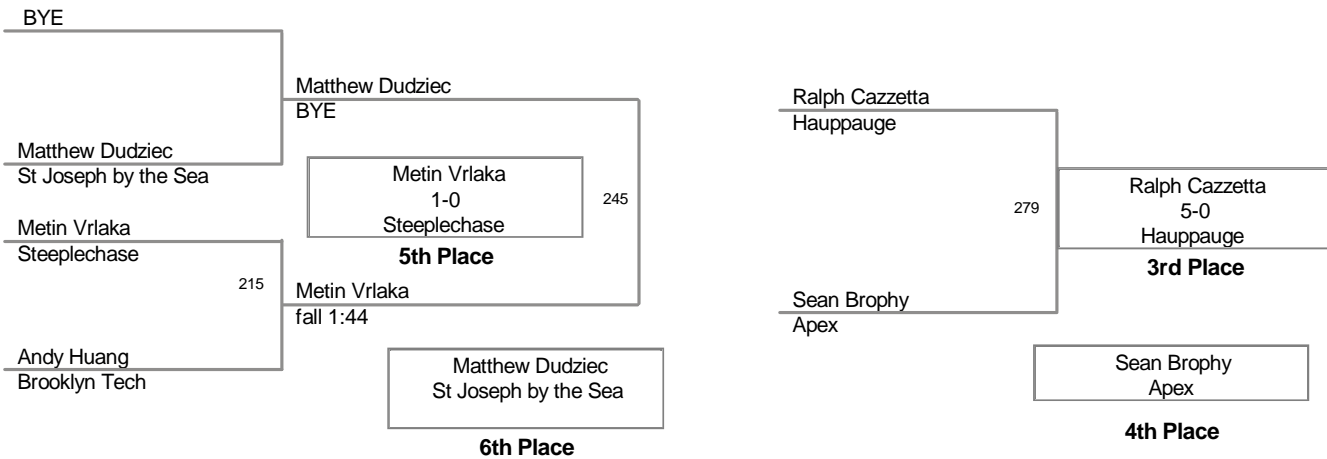 BYE
Matthew Dudziec
BYE
Matthew Dudziec
St Joseph by the Sea
Metin Vrlaka
1-0
Steeplechase
5th Place
245
Metin Vrlaka
Steeplechase
215
Metin Vrlaka
fall 1:44
Andy Huang
Brooklyn Tech
Matthew Dudziec
St Joseph by the Sea
6th Place
Ralph Cazzetta
Hauppauge
279
Ralph Cazzetta
5-0
Hauppauge
3rd Place
Sean Brophy
Apex
Sean Brophy
Apex
4th Place